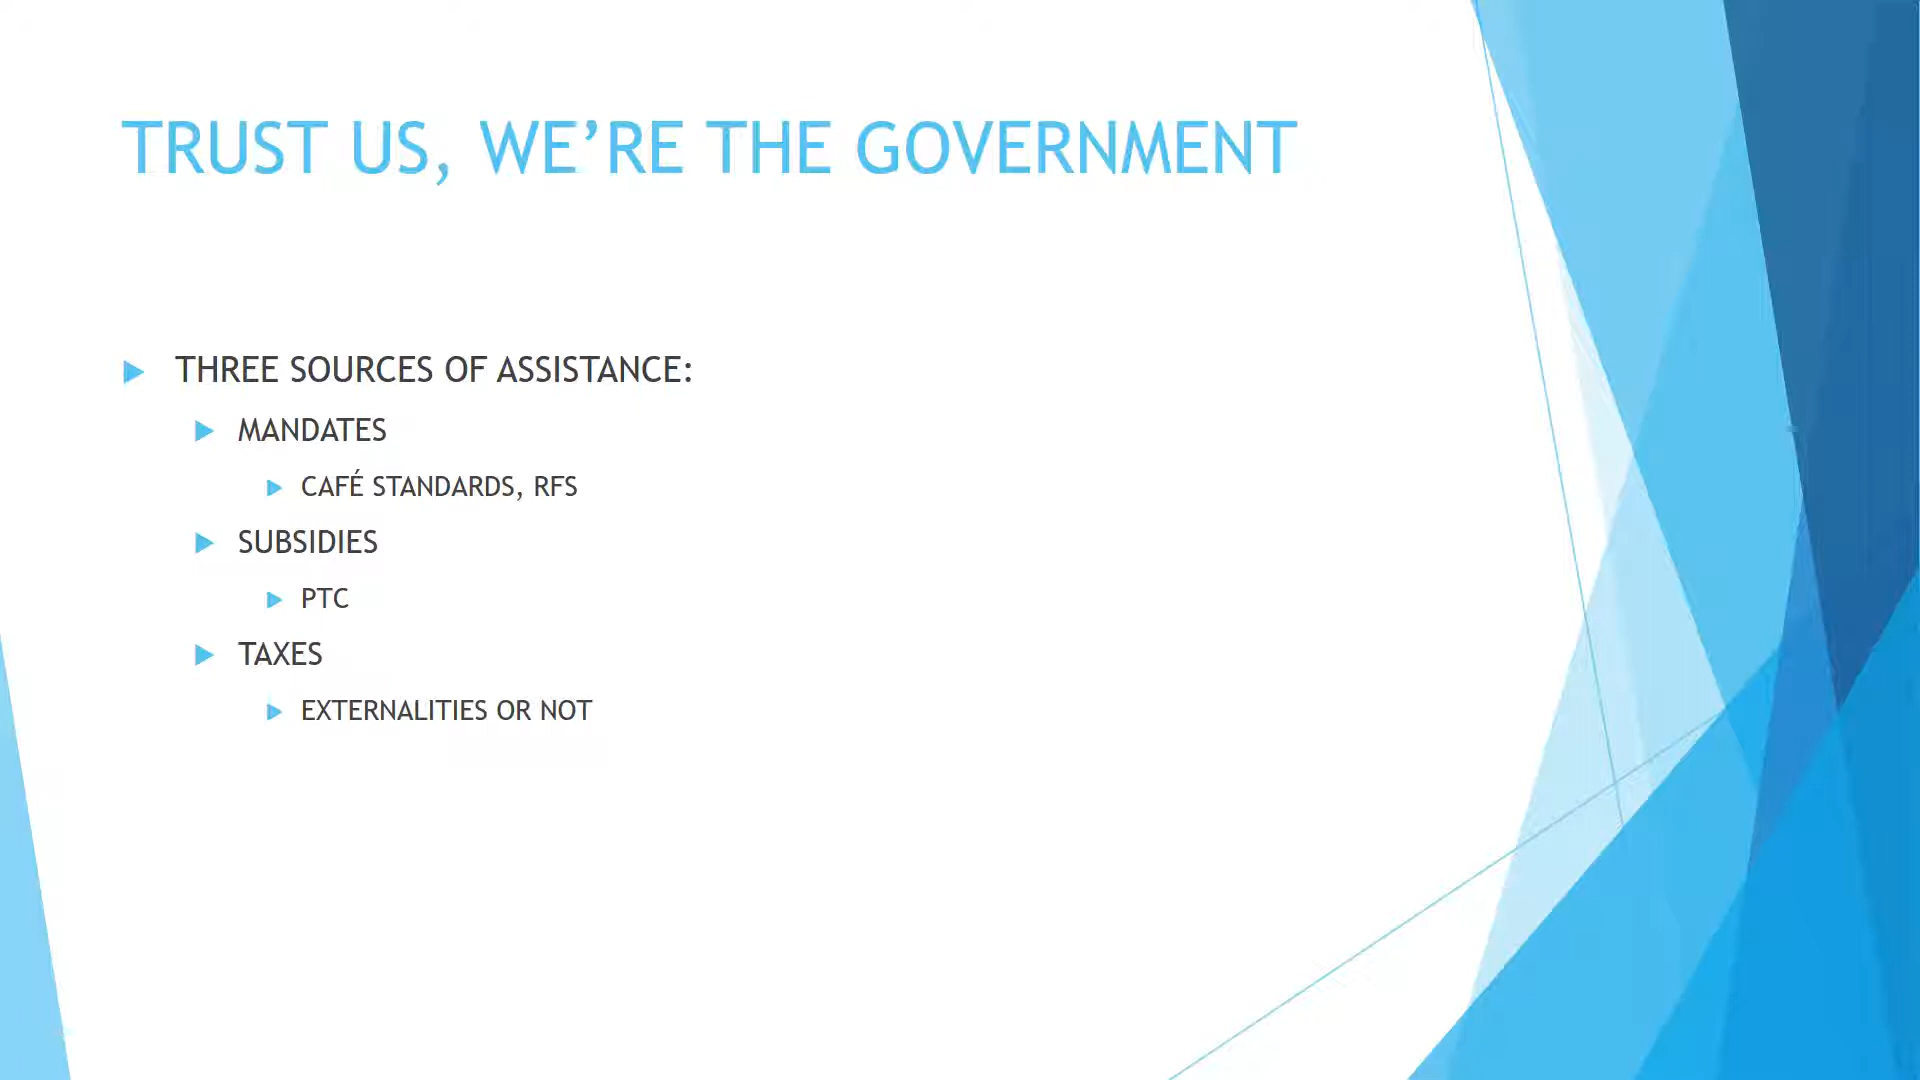 TRUST US, WE’RE THE GOVERNMENT
THREE SOURCES OF ASSISTANCE:
MANDATES
CAFÉ STANDARDS, RFS
SUBSIDIES
PTC
TAXES
EXTERNALITIES OR NOT